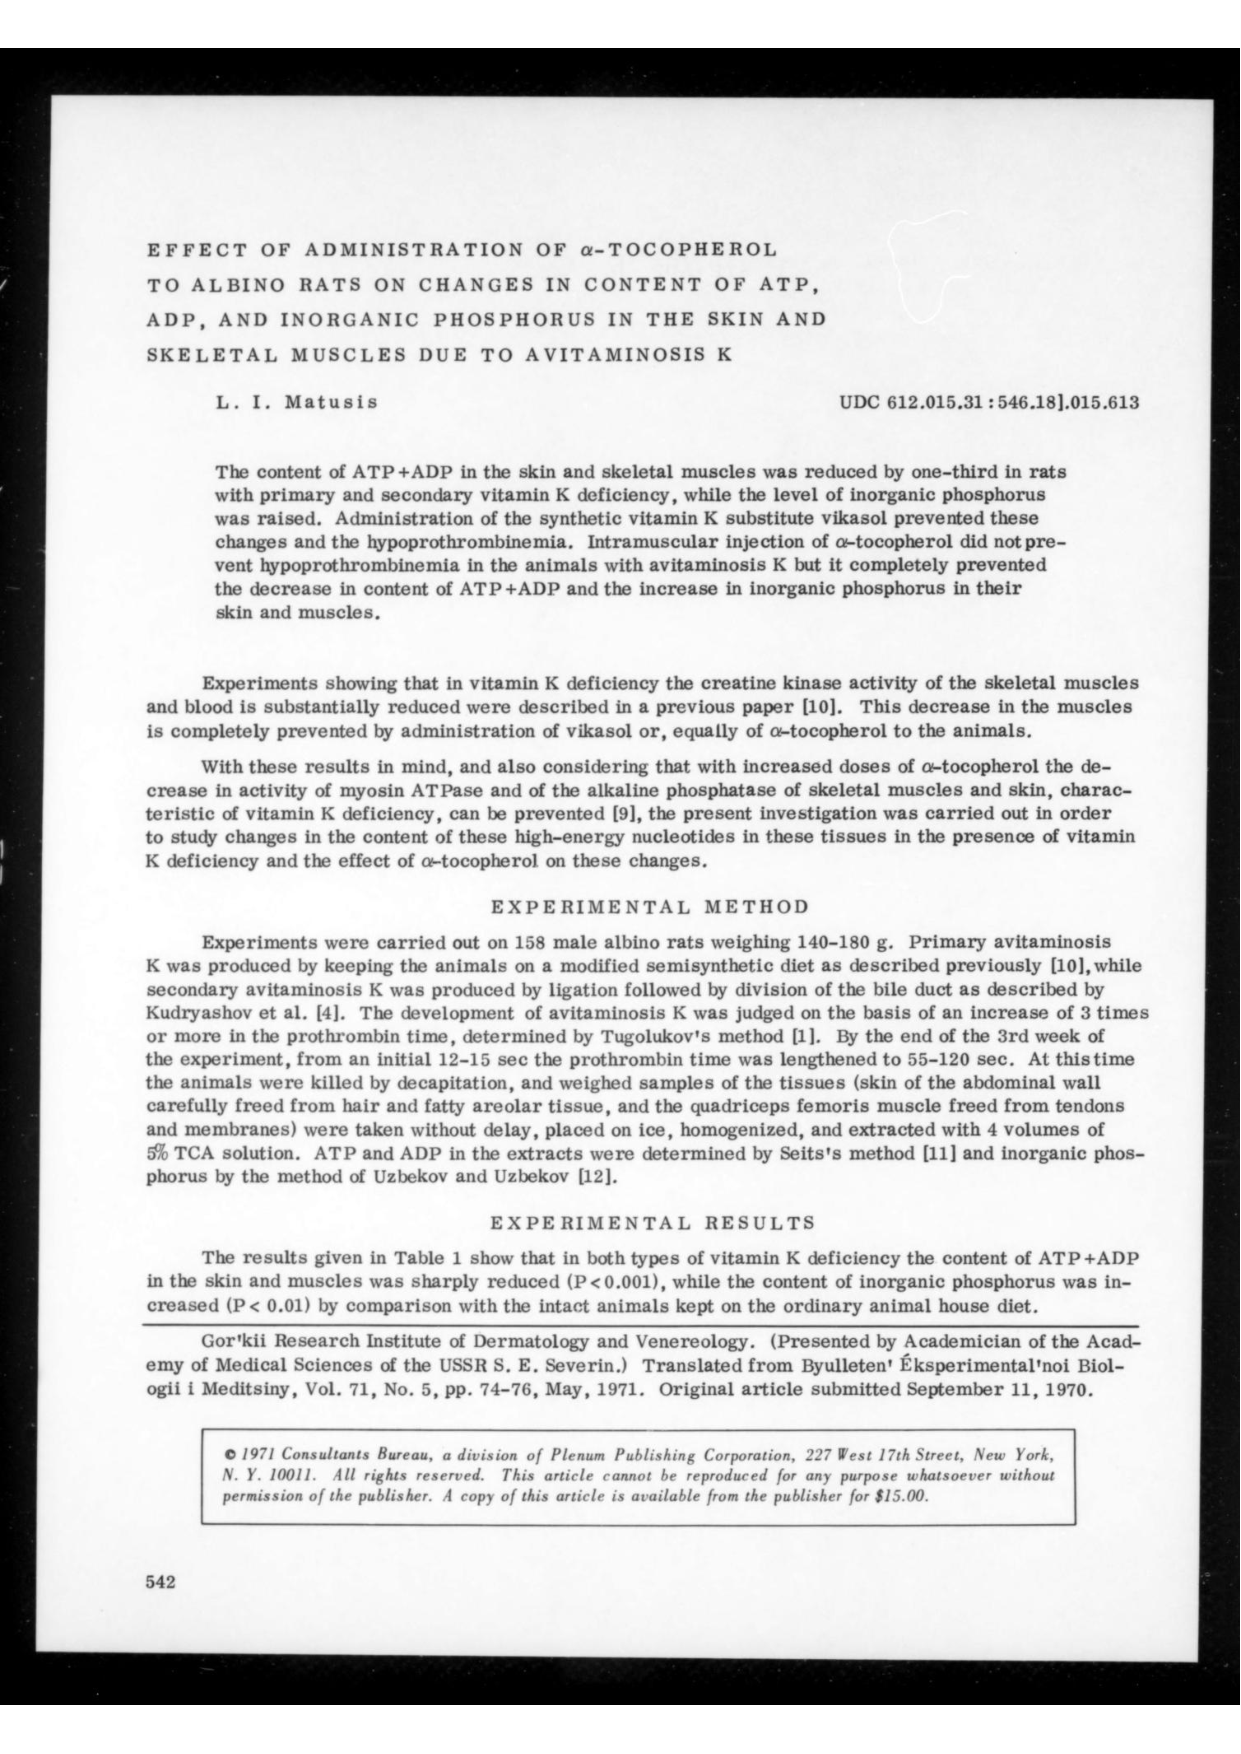 EFFECT OF ADMINISTRATION OF α-TOCOPHEROL
TO ALBINO RATS ON CHANGES IN CONTENT OF ATP,
ADP, AND INORGANIC PHOSPHORUS IN THE SKIN AND
SKELETAL MUSCLES DUE TO AVITAMINOSIS K
L. I. Matusis UDC 612.015.31:546.18].015.613
The content of ATP+ADP in the skin and skeletal muscles was reduced by one-third in rats
with primary and secondary vitamin K deficiency, while the level of inorganic phosphorus
was raised. Administration of the synthetic vitamin K substitute vikasol prevented these
changes and the hypoprothrombinemia. Intramuscular injection of α-tocopherol did not pre-
vent hypoprothrombinemia in the animals with avitaminosis K but it completely prevented
the decrease in content of ATP+ADP and the increase in inorganic phosphorus in their
skin and muscles.
Experiments showing that in vitamin K deficiency the creatine kinase activity of the skeletal muscles
and blood is substantially reduced were described in a previous paper [10]. This decrease in the muscles
is completely prevented by administration of vikasol or, equally of α-tocopherol to the animals.
With these results in mind, and also considering that with increased doses of α-tocopherol the de-
crease in activity of myosin ATPase and of the alkaline phosphatase of skeletal muscles and skin, charac-
teristic of vitamin K deficiency, can be prevented [9], the present investigation was carried out in order
to study changes in the content of these high-energy nucleotides in these tissues in the presence of vitamin
K deficiency and the effect of α-tocopherol on these changes.
EXPERIMENTAL METHOD
Experiments were carried out on 158 male albino rats weighing 140-180 g. Primary avitaminosis
K was produced by keeping the animals on a modified semisynthetic diet as described previously [10], while
secondary avitaminosis K was produced by ligation followed by division of the bile duct as described by
Kudryashov et al. [4]. The development of avitaminosis K was judged on the basis of an increase of 3 times
or more in the prothrombin time, determined by Tugolukov's method [1]. By the end of the 3rd week of
the experiment, from an initial 12-15 sec the prothrombin time was lengthened to 55-120 sec. At this time
the animals were killed by decapitation, and weighed samples of the tissues (skin of the abdominal wall
carefully freed from hair and fatty areolar tissue, and the quadriceps femoris muscle freed from tendons
and membranes) were taken without delay, placed on ice, homogenized, and extracted with 4 volumes of
5% TCA solution. ATP and ADP in the extracts were determined by Seits's method [11] and inorganic phos-
phorus by the method of Uzbekov and Uzbekov [12].
EXPERIMENTAL RESULTS
The results given in Table 1 show that in both types of vitamin K deficiency the content of ATP+ADP
in the skin and muscles was sharply reduced (P<0.001), while the content of inorganic phosphorus was in-
creased (P< 0.01) by comparison with the intact animals kept on the ordinary animal house diet.
Gor'kii Research Institute of Dermatology and Venereology. (Presented by Academician of the Acad-
emy of Medical Sciences of the USSR S. E. Severin.) Translated from Byulleten' Éksperimental'noi Biol-
ogii i Meditsiny, Vol. 71, No. 5, pp. 74-76, May, 1971. Original article submitted September 11, 1970.
© 1971 Consultants Bureau, a division of Plenum Publishing Corporation, 227 West 17th Street, New York,
N. Y. 10011. All rights reserved. This article cannot be reproduced for any purpose whatsoever without
permission of the publisher. A copy of this article is available from the publisher for $15.00.
542